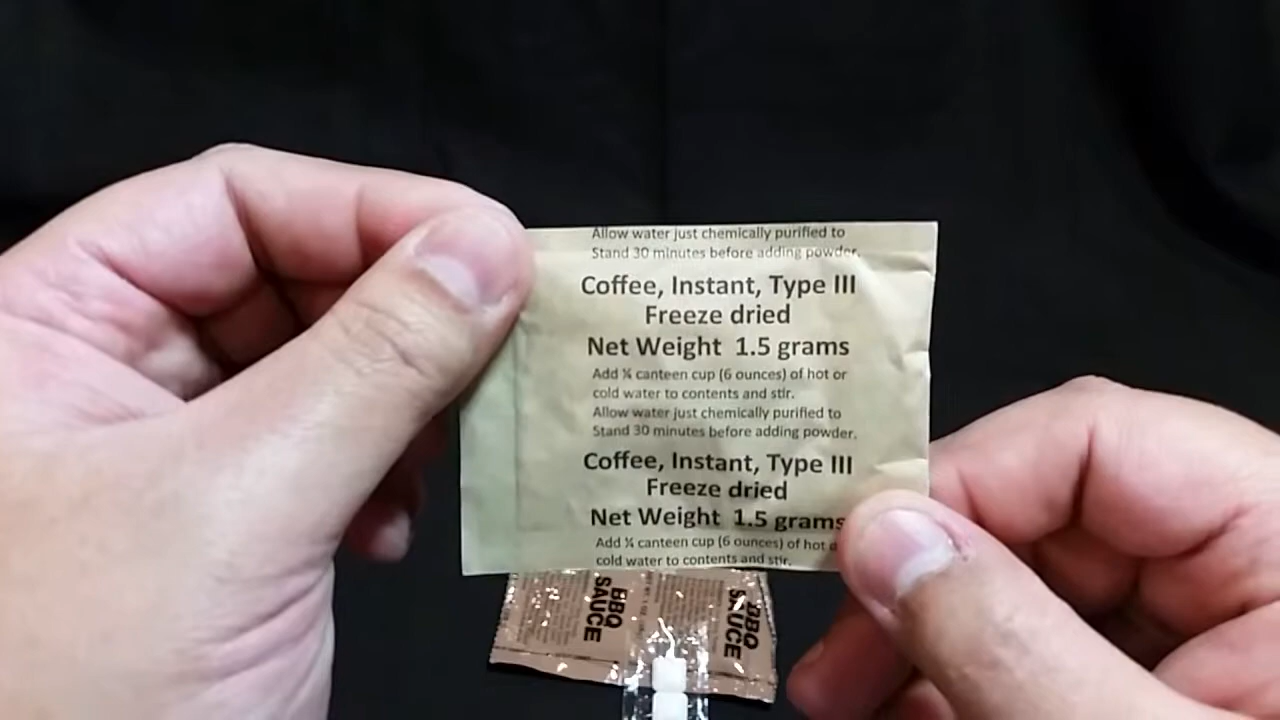 Allow water just chemically purified to
Stand 30 minutes before adding powder.
Coffee, Instant, Type III
Freeze dried
Net Weight 1.5 grams
Add ¼ canteen cup (6 ounces) of hot or
cold water to contents and stir.
Allow water just chemically purified to
Stand 30 minutes before adding powder.
Coffee, Instant, Type III
Freeze dried
Net Weight 1.5 grams
Add ¼ canteen cup (6 ounces) of hot
cold water to contents and stir.
BBQ
SAUCE
BBQ
SAUCE